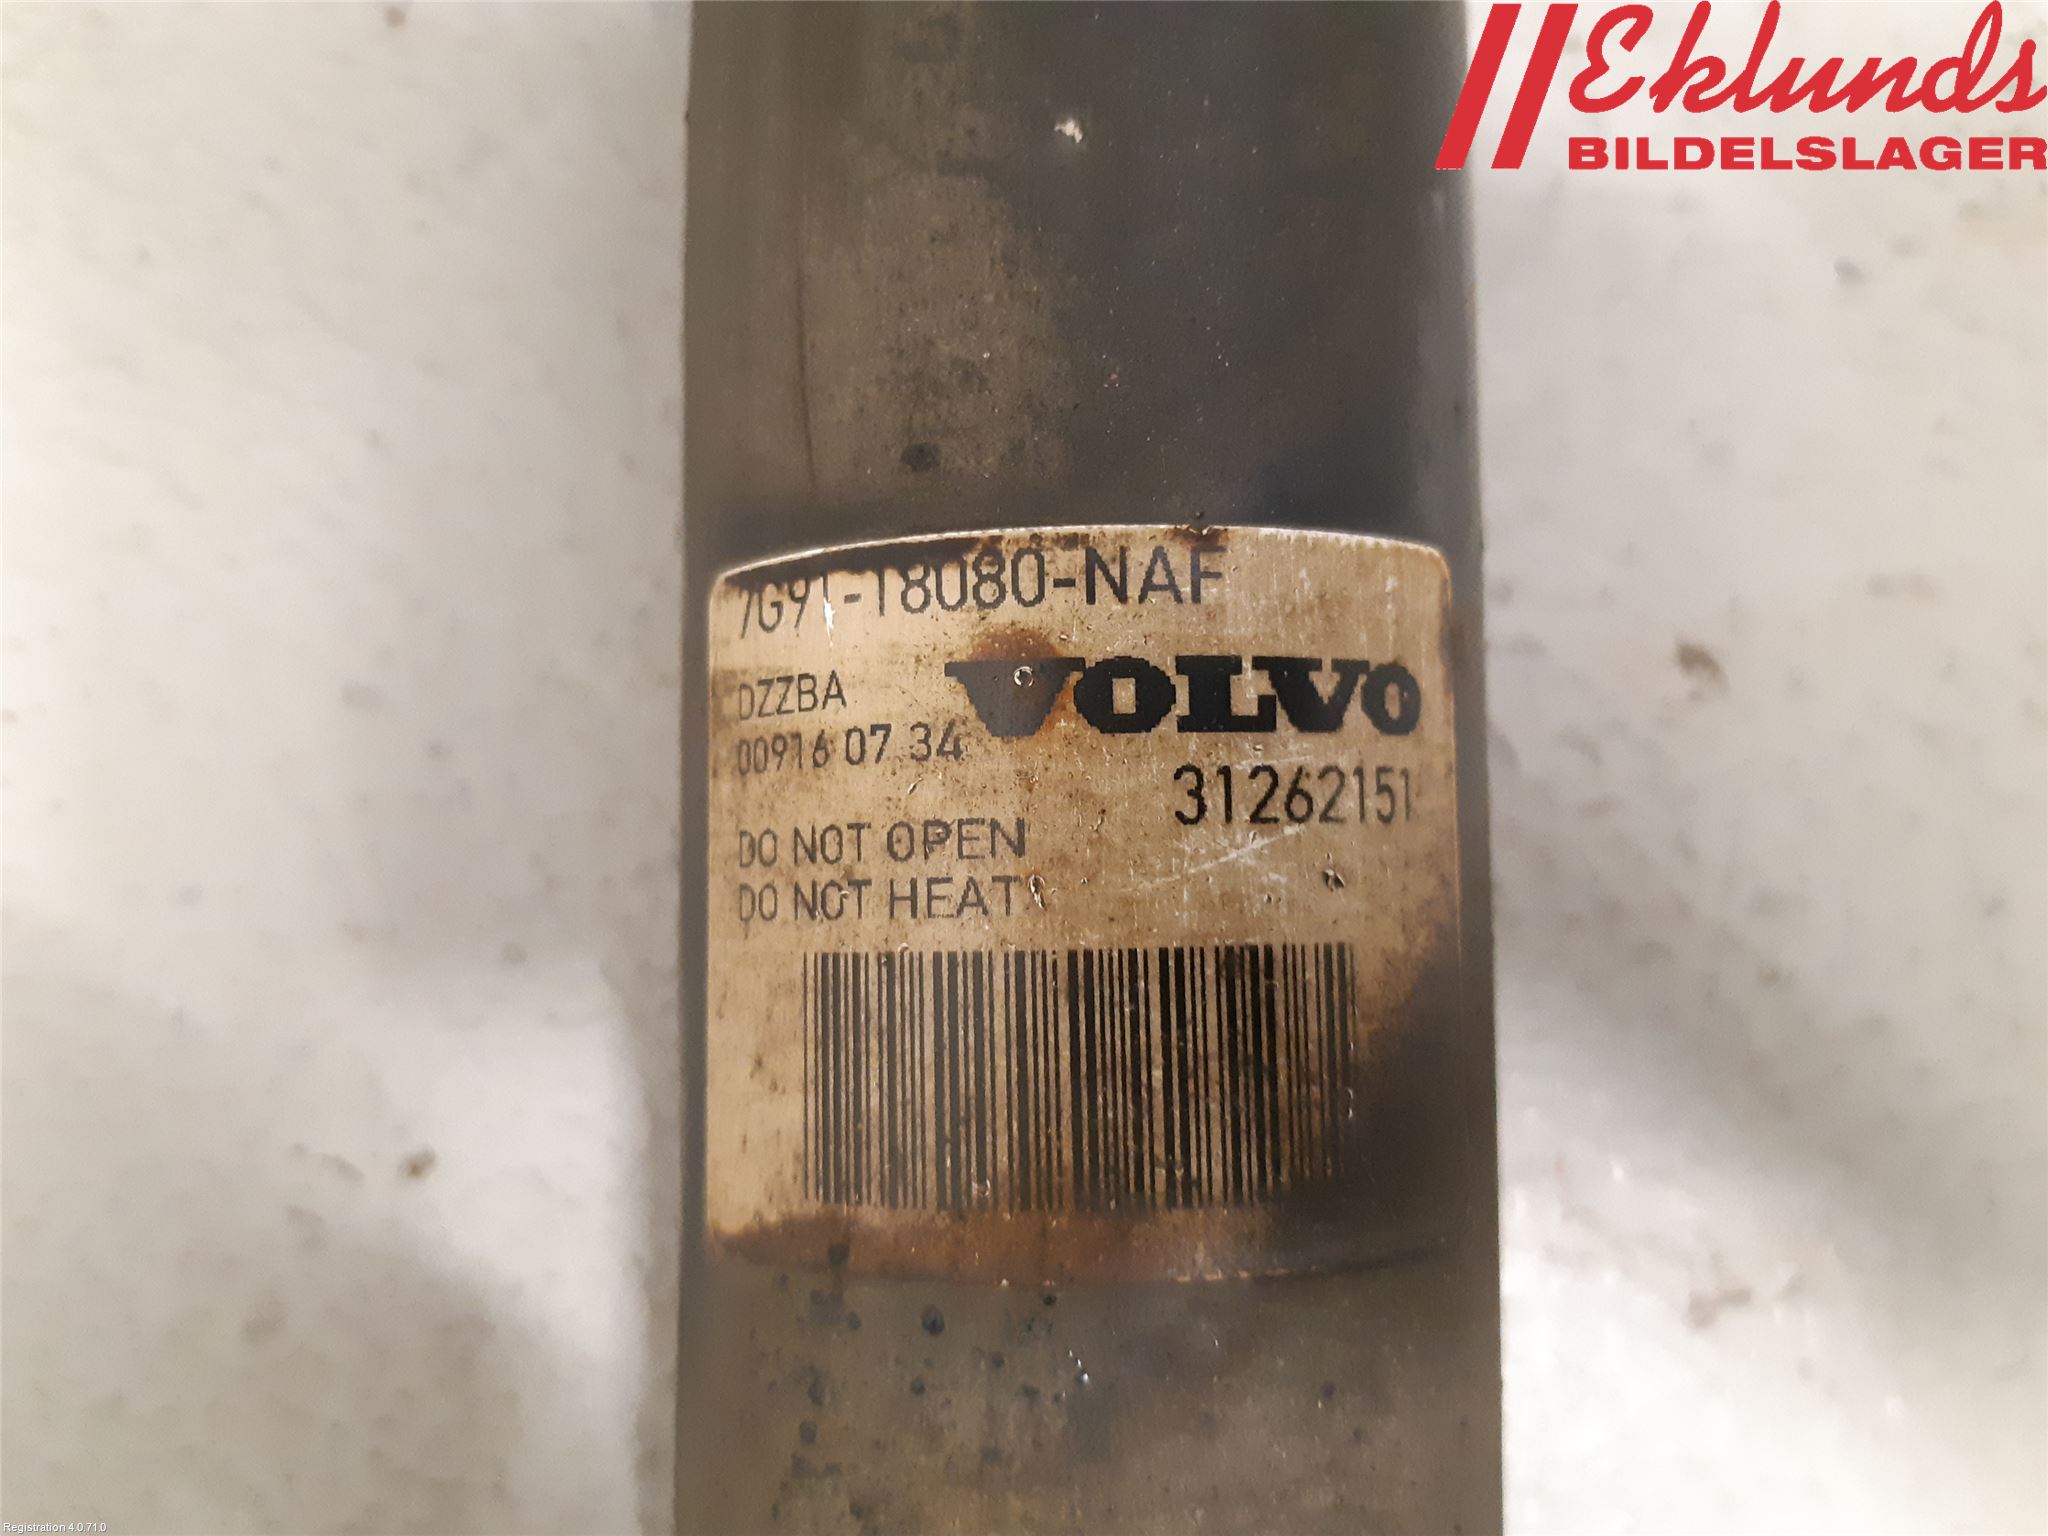 Eklunds
BILDELSLAGER
7G91-18080-NAF
DZZBA
VOLVO
00916 07 34
31262151
DO NOT OPEN
DO NOT HEAT
Registration 4.0.71.0